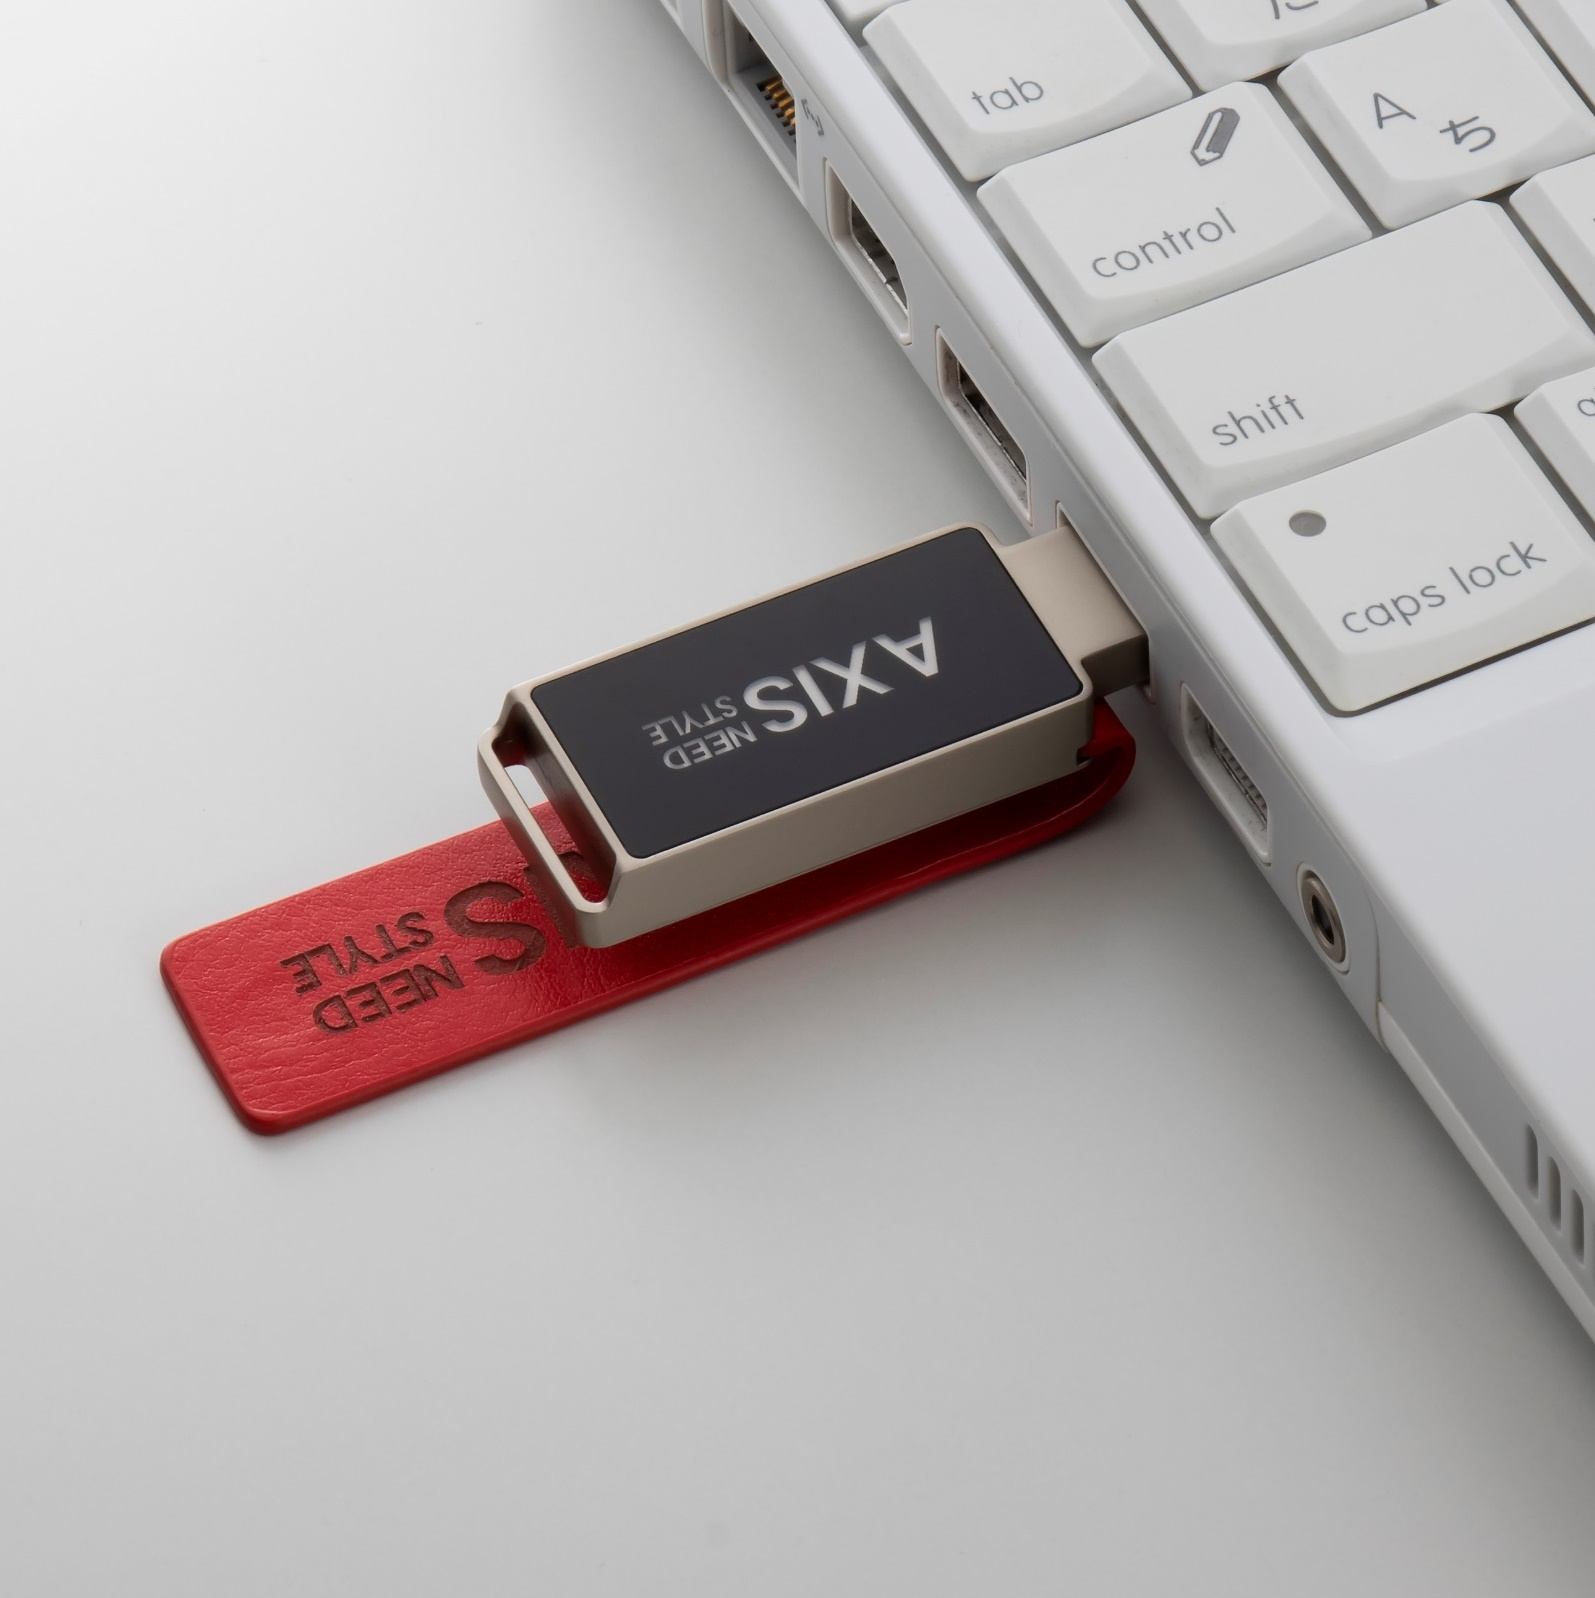 tab
A
ち
control
shift
caps lock
AXIS
NEED
STYLE
S
NEED
STYLE